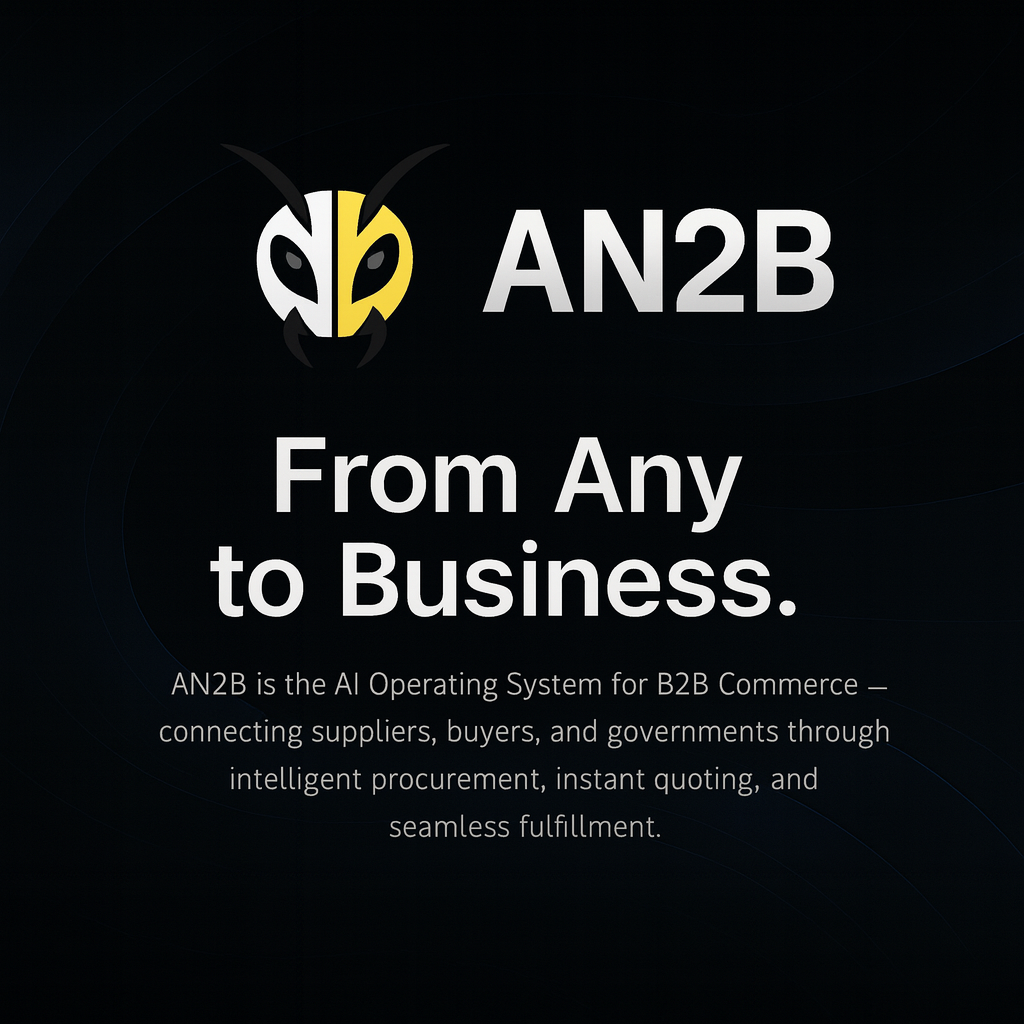 AN2B
From Any
to Business.
AN2B is the AI Operating System for B2B Commerce —
connecting suppliers, buyers, and governments through
intelligent procurement, instant quoting, and
seamless fulfillment.